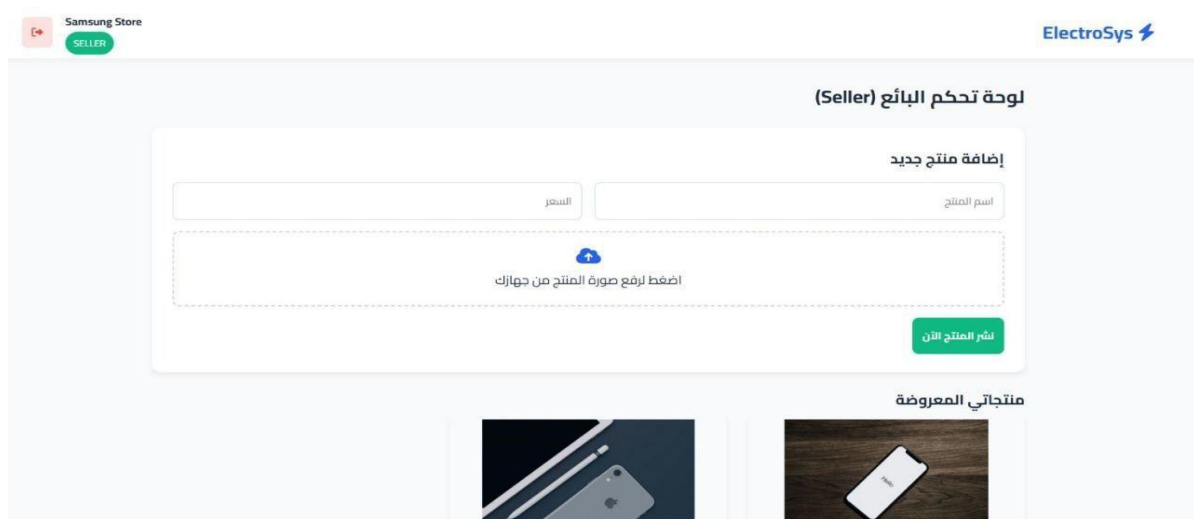 ElectroSys
Samsung Store
SELLER
لوحة تحكم البائع (Seller)
إضافة منتج جديد
اسم المنتج
السعر
اضغط لرفع صورة المنتج من جهازك
نشر المنتج الآن
منتجاتي المعروضة
Hello